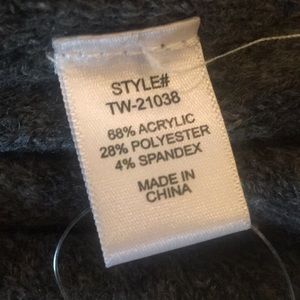 STYLE#
TW-21038
68% ACRYLIC
28% POLYESTER
4% SPANDEX
MADE IN
CHINA